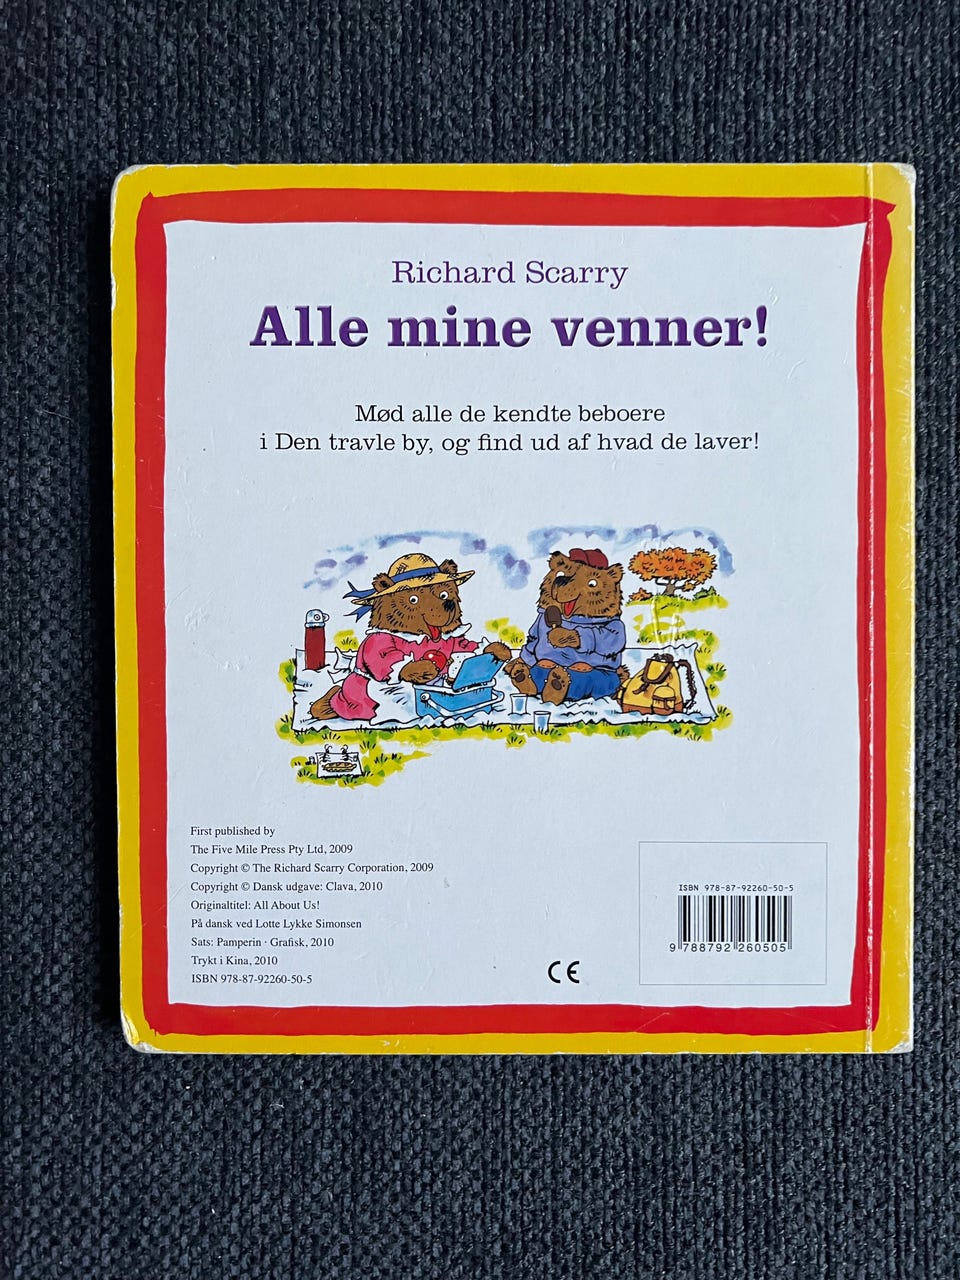 Richard Scarry
Alle mine venner!
Mød alle de kendte beboere
i Den travle by, og find ud af hvad de laver!
First published by
The Five Mile Press Pty Ltd, 2009
Copyright © The Richard Scarry Corporation, 2009
Copyright © Dansk udgave: Clava, 2010
Originaltitel: All About Us!
På dansk ved Lotte Lykke Simonsen
Sats: Pamperin · Grafisk, 2010
Trykt i Kina, 2010
ISBN 978-87-92260-50-5
CE
ISBN 978-87-92260-50-5
9 788792 260505